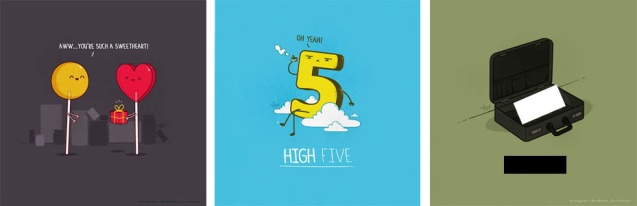 AWW...YOU'RE SUCH A SWEETHEART!
OH YEAH!
HIGH FIVE